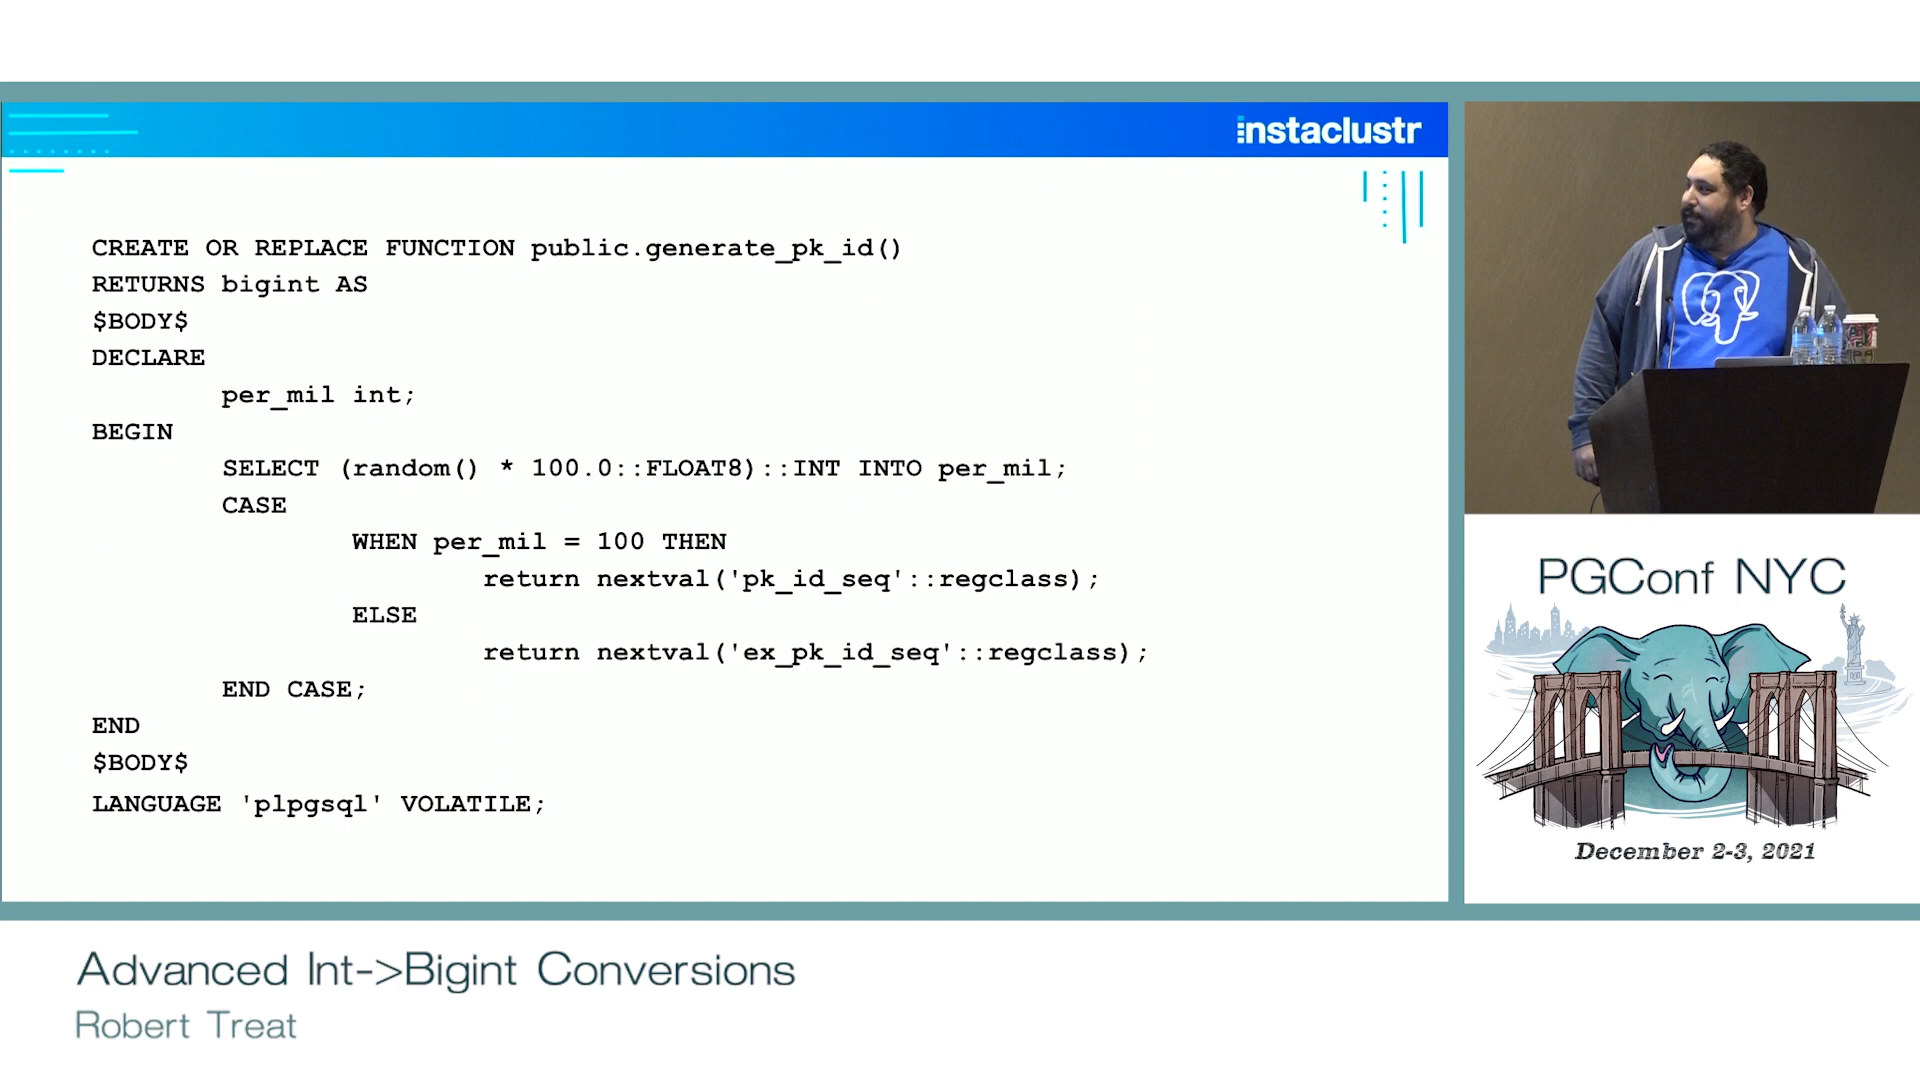 instaclustr
CREATE OR REPLACE FUNCTION public.generate_pk_id()
RETURNS bigint AS
$BODY$
DECLARE
per_mil int;
BEGIN
SELECT (random() * 100.0::FLOAT8)::INT INTO per_mil;
CASE
WHEN per_mil = 100 THEN
return nextval('pk_id_seq'::regclass);
ELSE
return nextval('ex_pk_id_seq'::regclass);
END CASE;
END
$BODY$
LANGUAGE 'plpgsql' VOLATILE;
PGConf NYC
December 2-3, 2021
Advanced Int->Bigint Conversions
Robert Treat